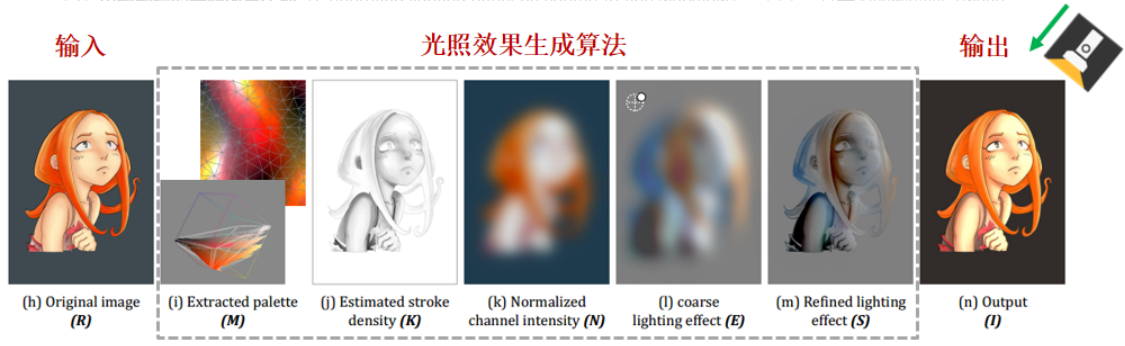 输入
光照效果生成算法
输出
(h) Original image
(R)
(i) Extracted palette
(M)
(j) Estimated stroke
density (K)
(k) Normalized
channel intensity (N)
(l) coarse
lighting effect (E)
(m) Refined lighting
effect (S)
(n) Output
(I)